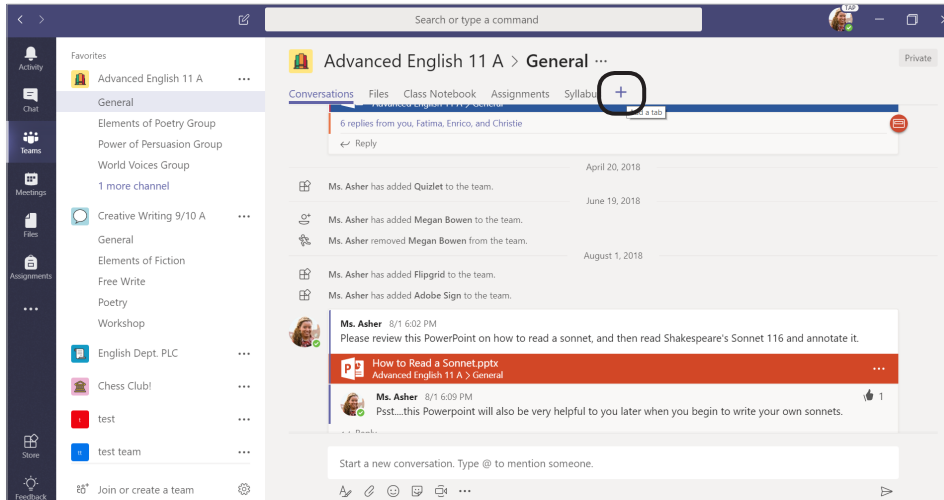 Search or type a command
TAP
Activity
Chat
Teams
Meetings
Files
Assignments
Store
Feedback
Favorites
Advanced English 11 A
General
Elements of Poetry Group
Power of Persuasion Group
World Voices Group
1 more channel
Creative Writing 9/10 A
General
Elements of Fiction
Free Write
Poetry
Workshop
English Dept. PLC
Chess Club!
test
test team
Join or create a team
Advanced English 11 A > General ...
Private
Conversations Files Class Notebook Assignments Syllabu +
a tab
Advanced English 11 A > General
6 replies from you, Fatima, Enrico, and Christie
Reply
April 20, 2018
Ms. Asher has added Quizlet to the team.
June 19, 2018
Ms. Asher has added Megan Bowen to the team.
Ms. Asher removed Megan Bowen from the team.
August 1, 2018
Ms. Asher has added Flipgrid to the team.
Ms. Asher has added Adobe Sign to the team.
Ms. Asher 8/1 6:02 PM
Please review this PowerPoint on how to read a sonnet, and then read Shakespeare's Sonnet 116 and annotate it.
How to Read a Sonnet.pptx
Advanced English 11 A > General
Ms. Asher 8/1 6:09 PM
1
Psst....this Powerpoint will also be very helpful to you later when you begin to write your own sonnets.
Reply
Start a new conversation. Type @ to mention someone.